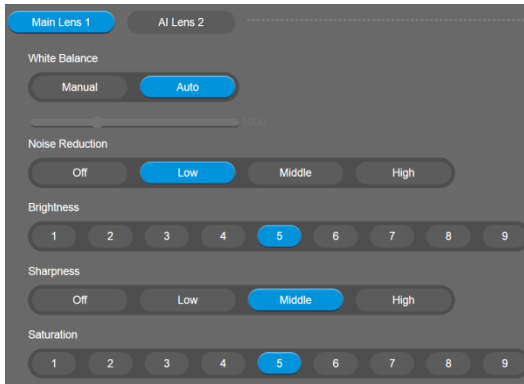 Main Lens 1 AI Lens 2
White Balance
Manual Auto
5000
Noise Reduction
Off Low Middle High
Brightness
1 2 3 4 5 6 7 8 9
Sharpness
Off Low Middle High
Saturation
1 2 3 4 5 6 7 8 9